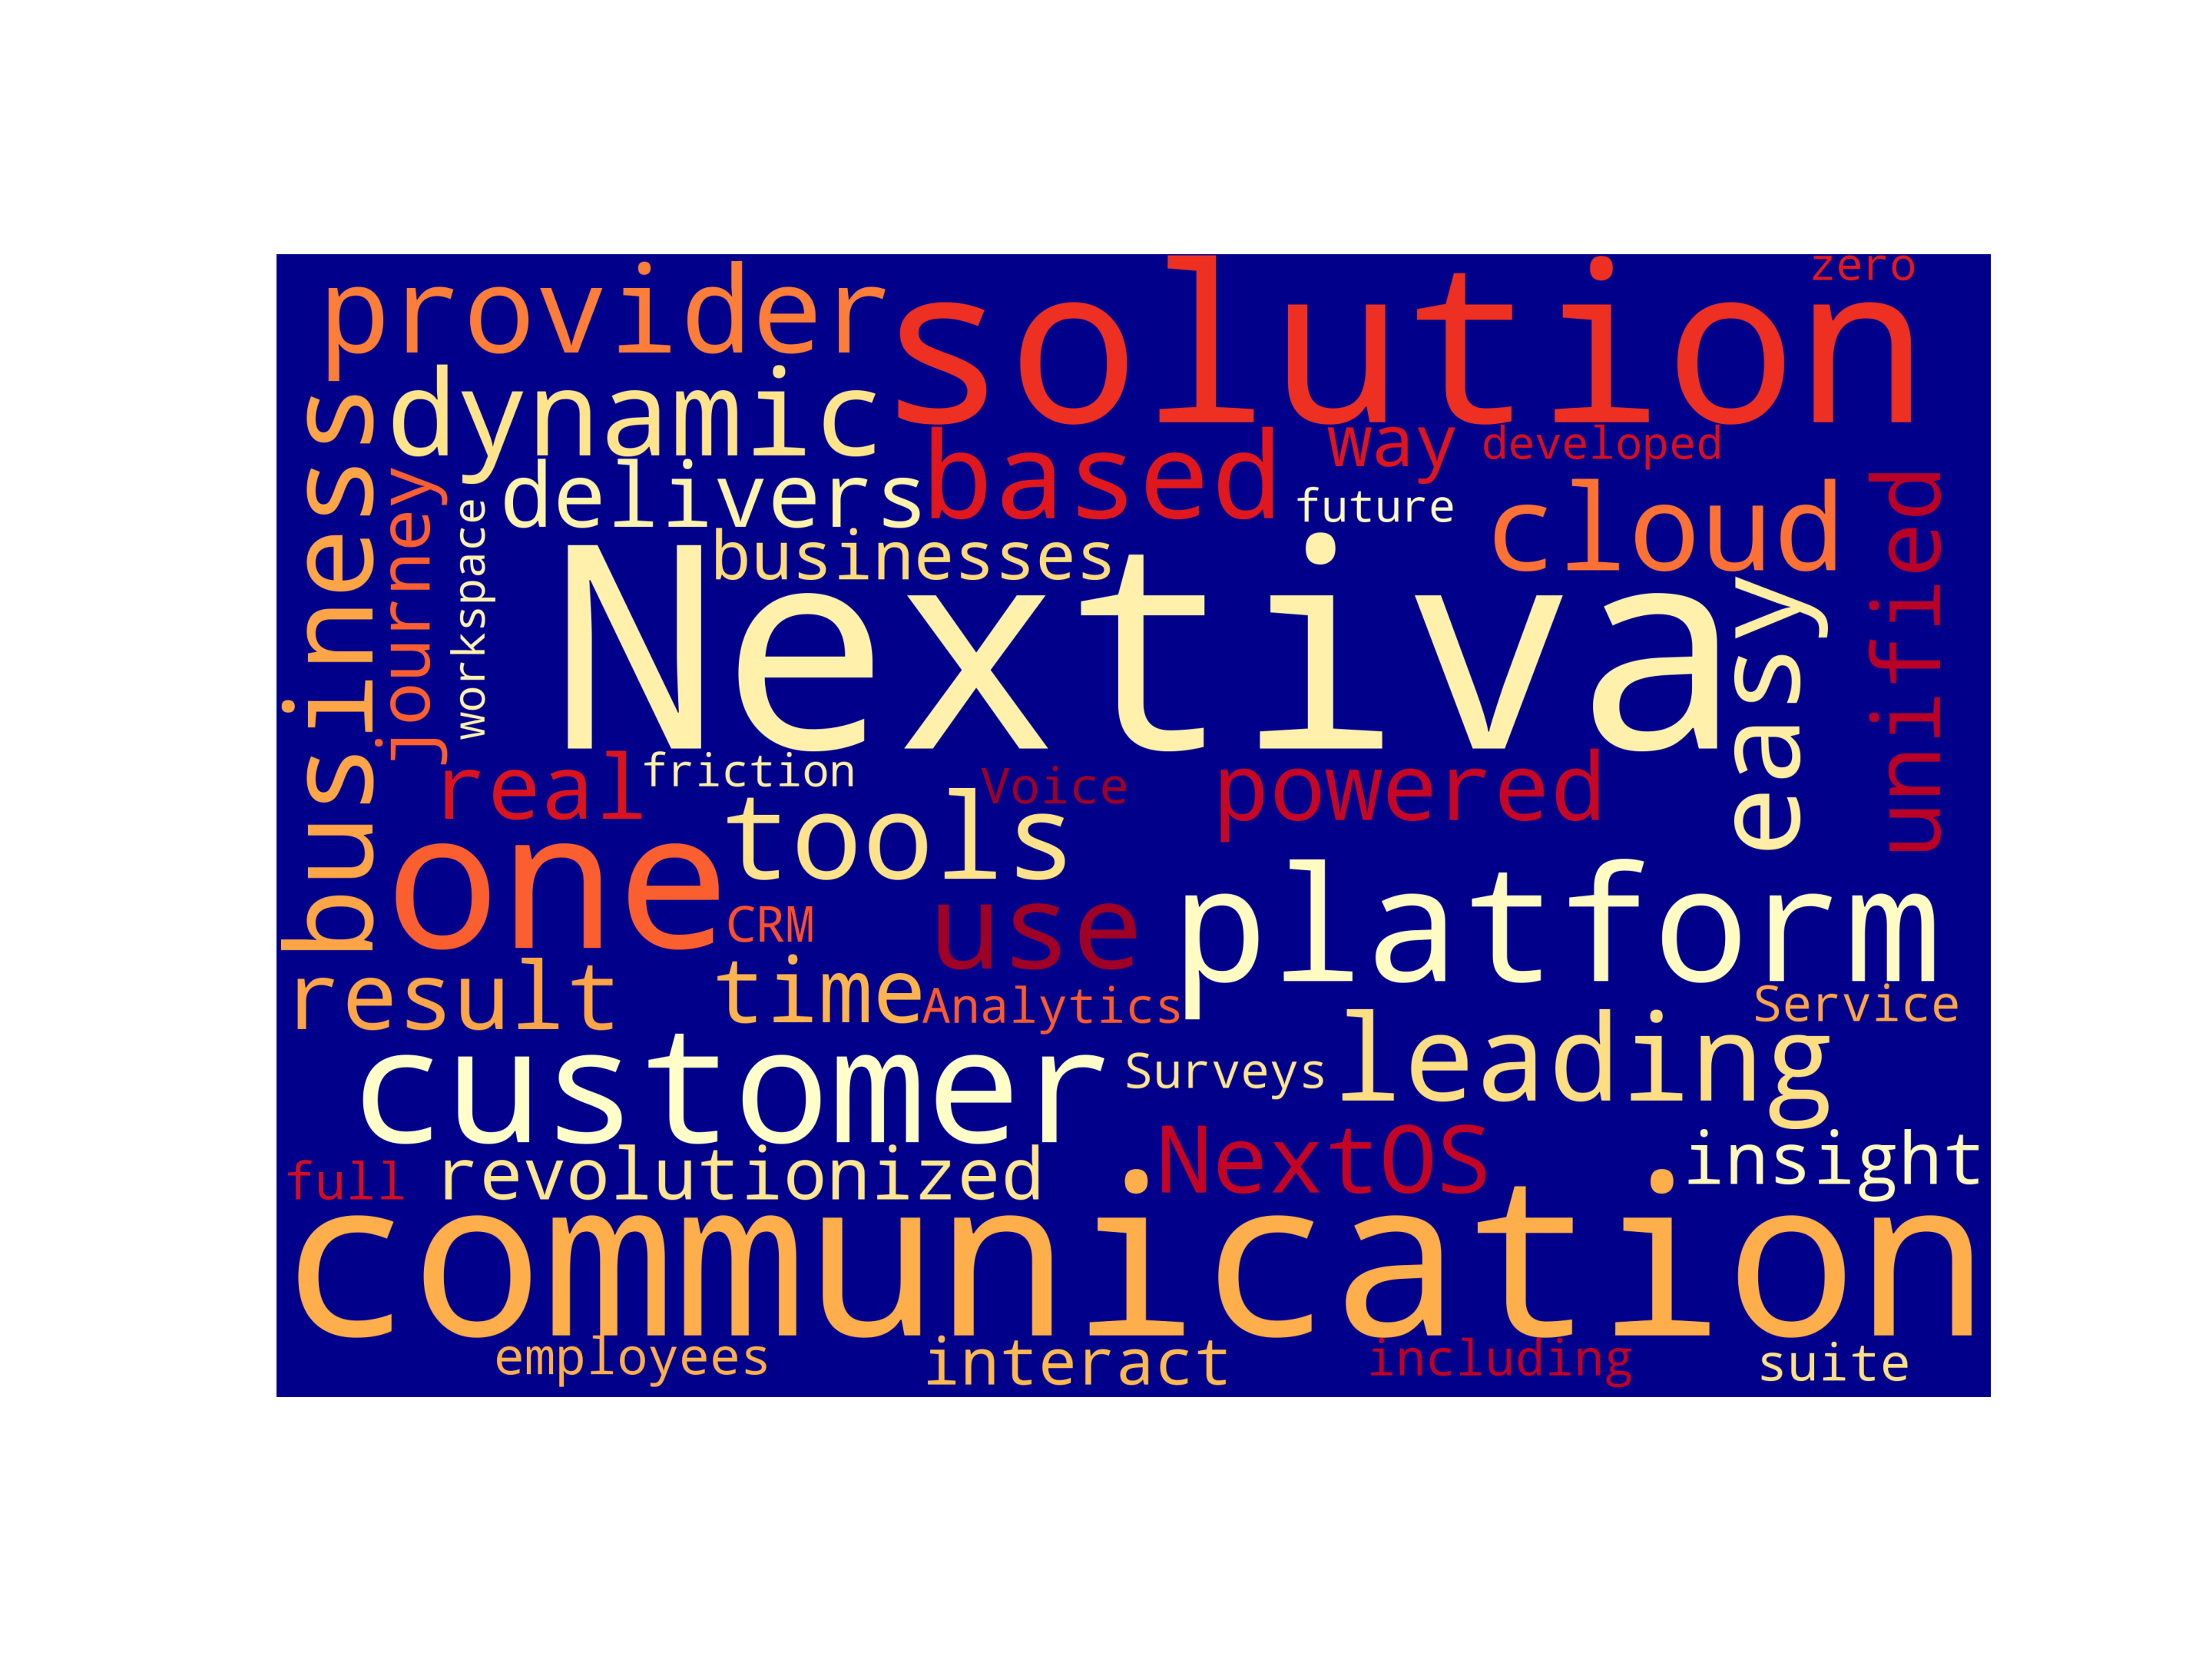 provider
solution
zero
dynamic
based
way
developed
business
journey
workspace
delivers
future
cloud
unified
businesses
Nextiva
easy
real
friction
Voice
powered
tools
one
CRM
use
platform
result
time
Analytics
Service
customer
Surveys
leading
full
revolutionized
NextOS
insight
communication
employees
interact
including
suite